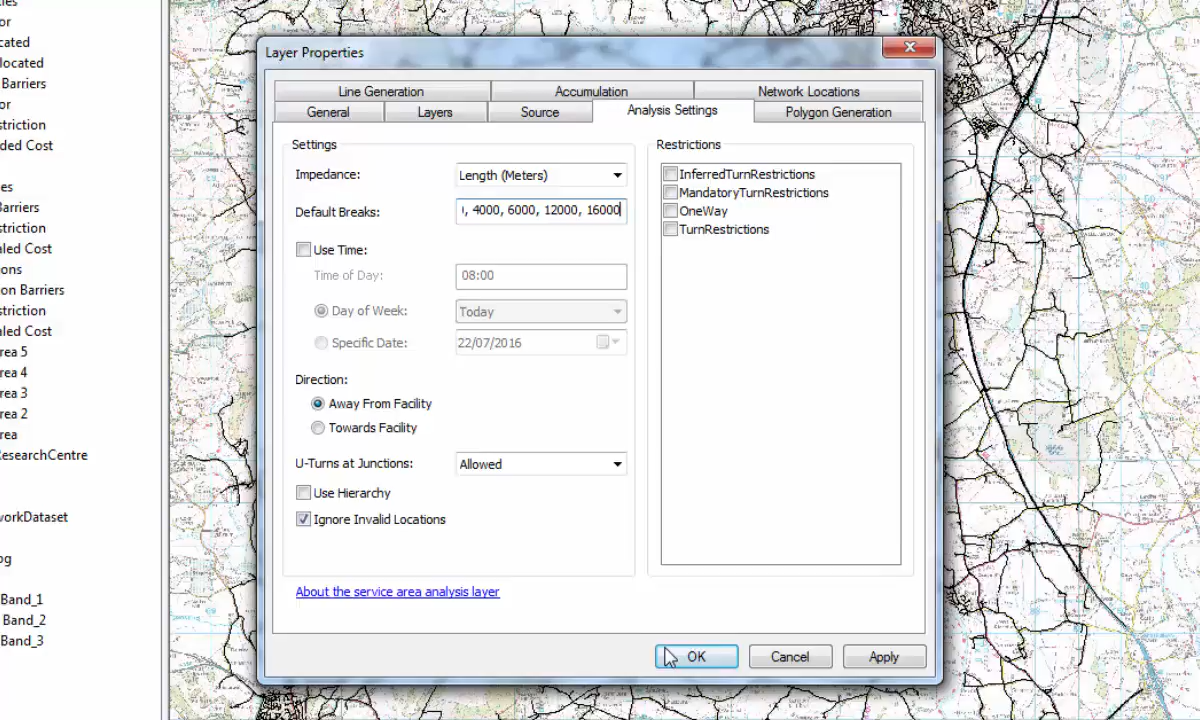 or
cated
located
Barriers
or
striction
ded Cost
es
arriers
striction
aled Cost
ons
on Barriers
striction
aled Cost
rea 5
rea 4
rea 3
rea 2
rea
esearchCentre
workDataset
og
Band_1
Band_2
Band_3
Layer Properties
Line Generation
Accumulation
Network Locations
General
Layers
Source
Analysis Settings
Polygon Generation
Settings
Impedance:
Length (Meters)
Default Breaks:
, 4000, 6000, 12000, 16000
Use Time:
Time of Day:
08:00
Day of Week:
Today
Specific Date:
22/07/2016
Direction:
Away From Facility
Towards Facility
U-Turns at Junctions:
Allowed
Use Hierarchy
Ignore Invalid Locations
About the service area analysis layer
Restrictions
InferredTurnRestrictions
MandatoryTurnRestrictions
OneWay
TurnRestrictions
OK
Cancel
Apply